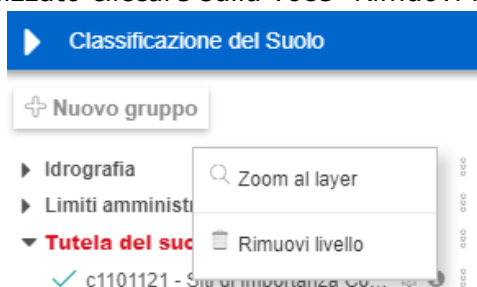 Classificazione del Suolo
Nuovo gruppo
Idrografia
Zoom al layer
Limiti amministr
Rimuovi livello
Tutela del suo
c1101121 - Siti di Importanza Co...